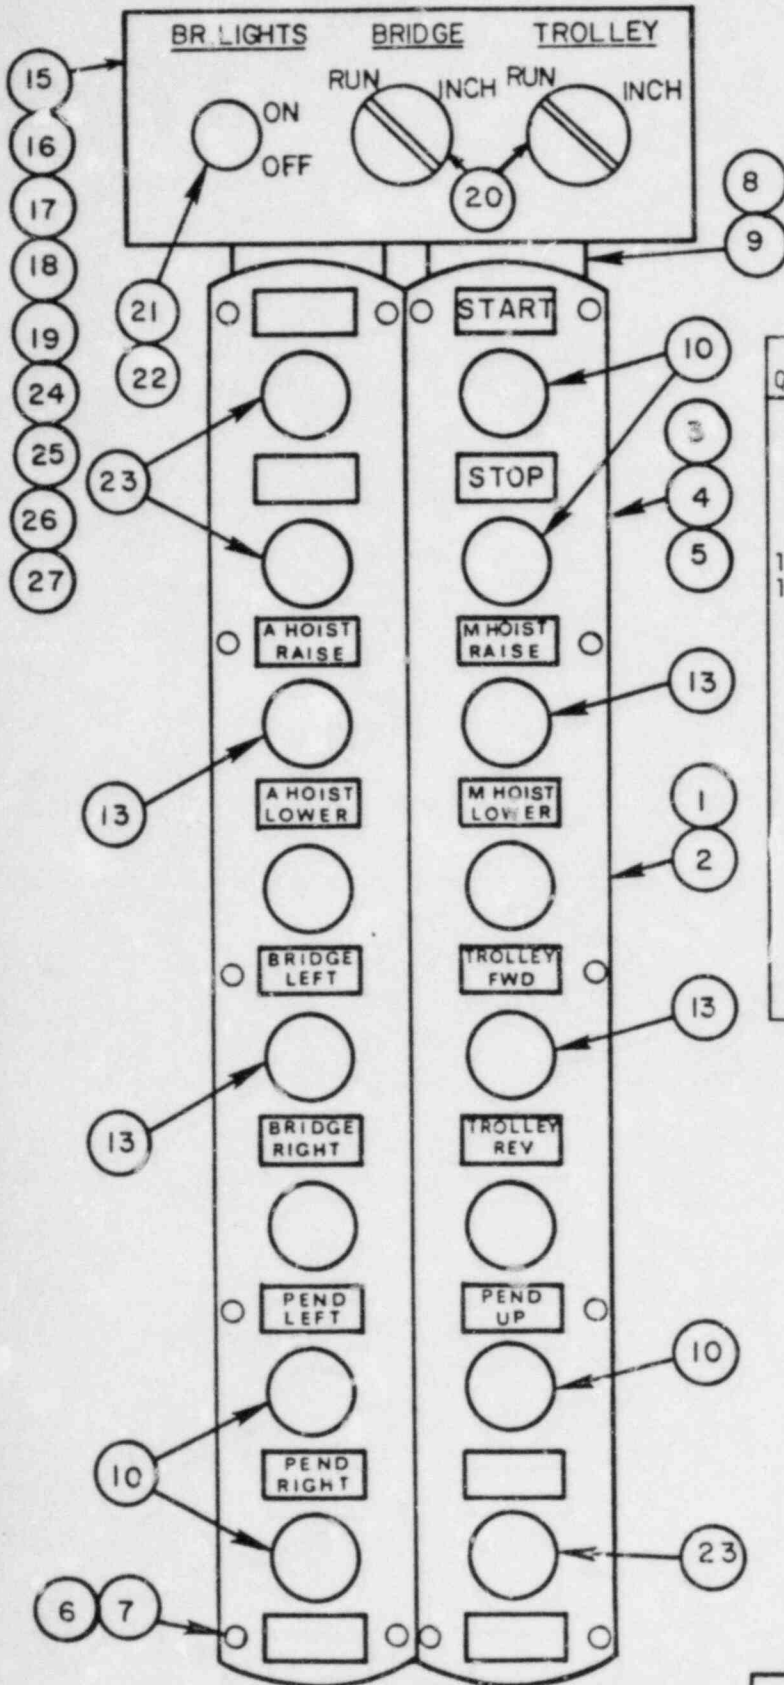 BR. LIGHTS BRIDGE TROLLEY
RUN INCH RUN INCH
ON
OFF
15
16
17
18
19
24
25
26
27
20
8
9
21
22
START
10
3
4
5
23
STOP
A HOIST
RAISE
M HOIST
RAISE
13
13
A HOIST
LOWER
M HOIST
LOWER
1
2
BRIDGE
LEFT
TROLLEY
FWD
13
13
BRIDGE
RIGHT
TROLLEY
REV
PEND
LEFT
PEND
UP
10
10
PEND
RIGHT
23
6 7